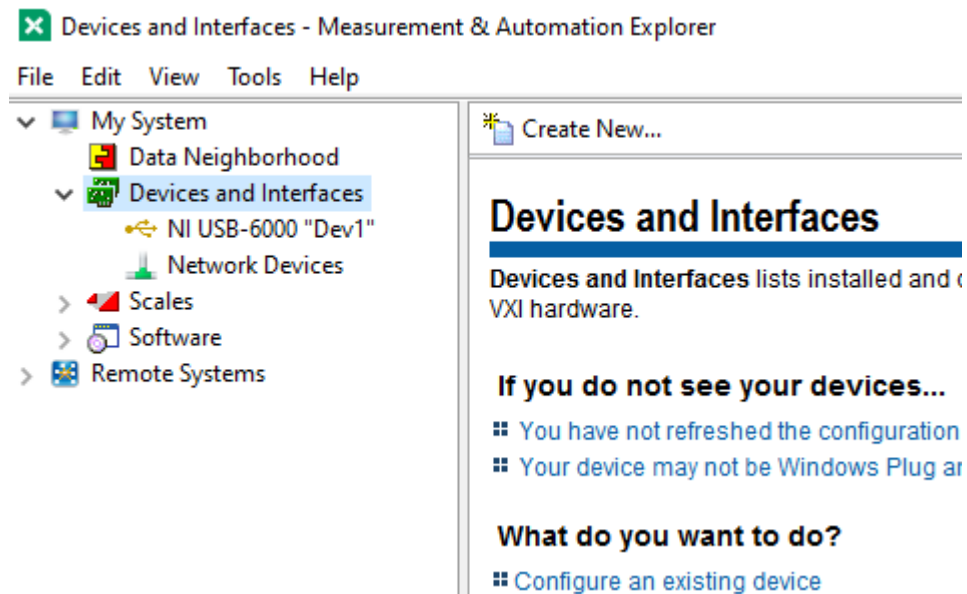 Devices and Interfaces - Measurement & Automation Explorer
File Edit View Tools Help
My System
Data Neighborhood
Devices and Interfaces
NI USB-6000 "Dev1"
Network Devices
Scales
Software
Remote Systems
Create New...
Devices and Interfaces
Devices and Interfaces lists installed and
VXI hardware.
If you do not see your devices...
You have not refreshed the configuration
Your device may not be Windows Plug
What do you want to do?
Configure an existing device